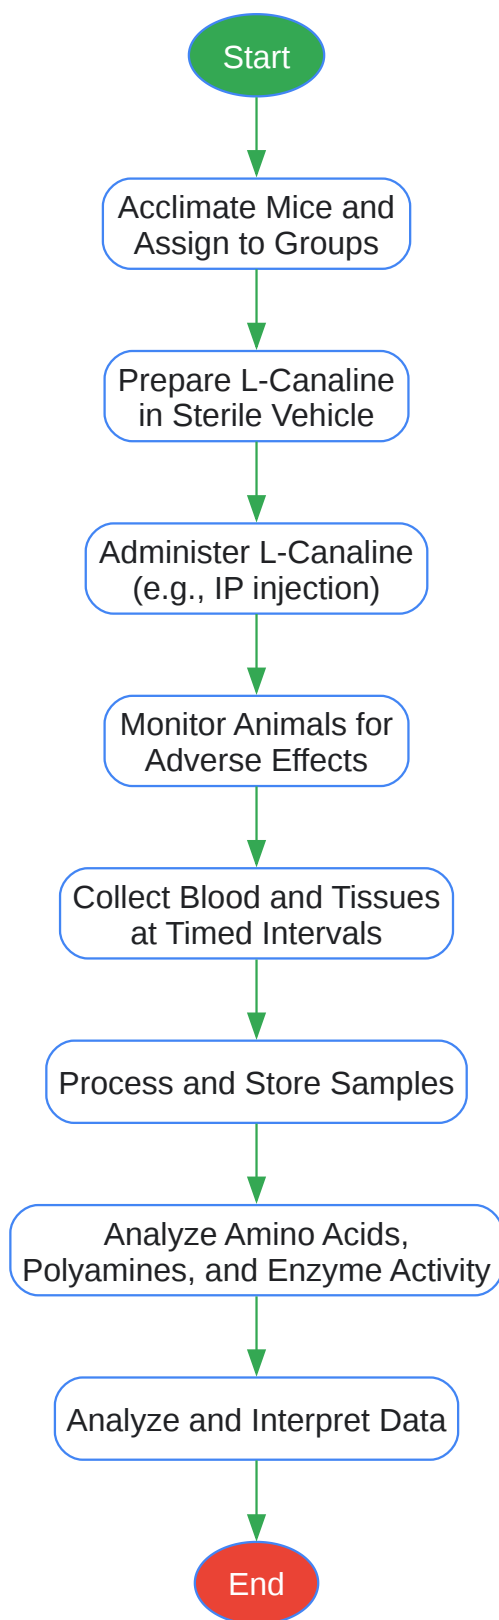 Start
Acclimate Mice and
Assign to Groups
Prepare L-Canaline
in Sterile Vehicle
Administer L-Canaline
(e.g., IP injection)
Monitor Animals for
Adverse Effects
Collect Blood and Tissues
at Timed Intervals
Process and Store Samples
Analyze Amino Acids,
Polyamines, and Enzyme Activity
Analyze and Interpret Data
End